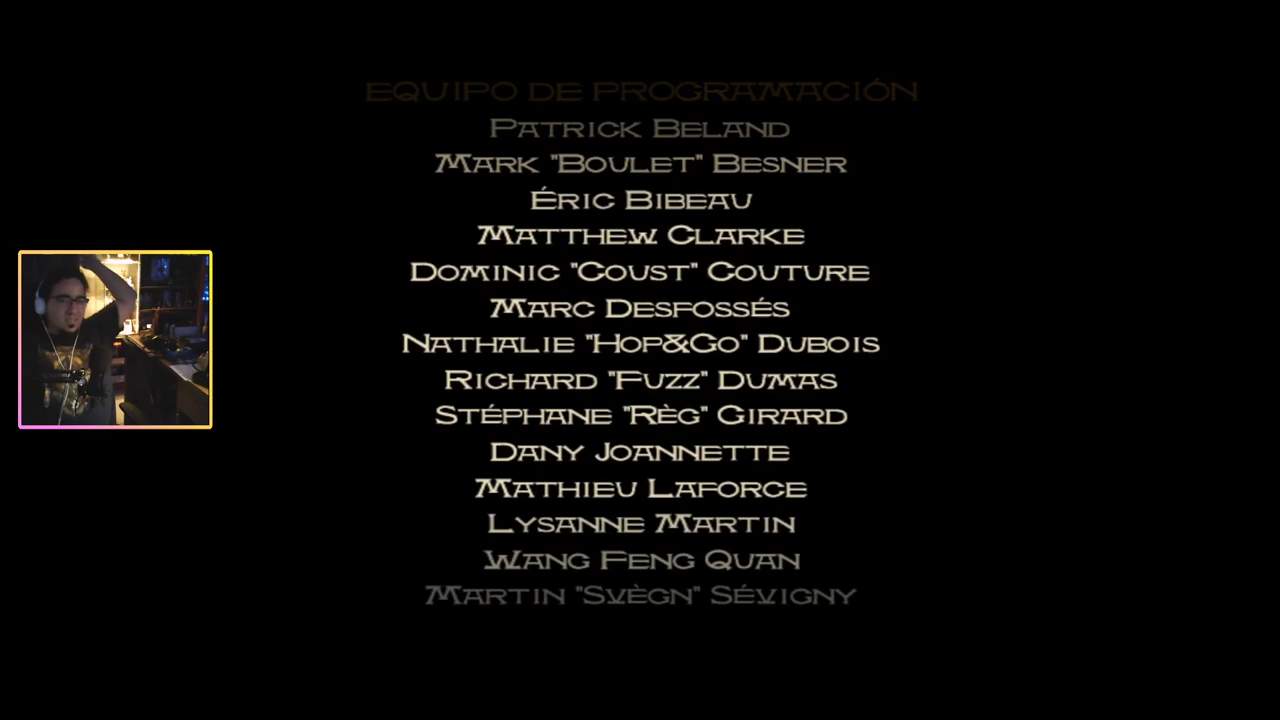 EQUIPO DE PROGRAMACIÓN
PATRICK BELAND
MARK "BOULET" BESNER
ÉRIC BIBEAU
MATTHEW CLARKE
DOMINIC "COUST" COUTURE
MARC DESFOSSÉS
NATHALIE "HOP&GO" DUBOIS
RICHARD "FUZZ" DUMAS
STÉPHANE "RÈG" GIRARD
DANY JOANNETTE
MATHIEU LAFORCE
LYSANNE MARTIN
WANG FENG QUAN
MARTIN "SVÈGN" SÉVIGNY